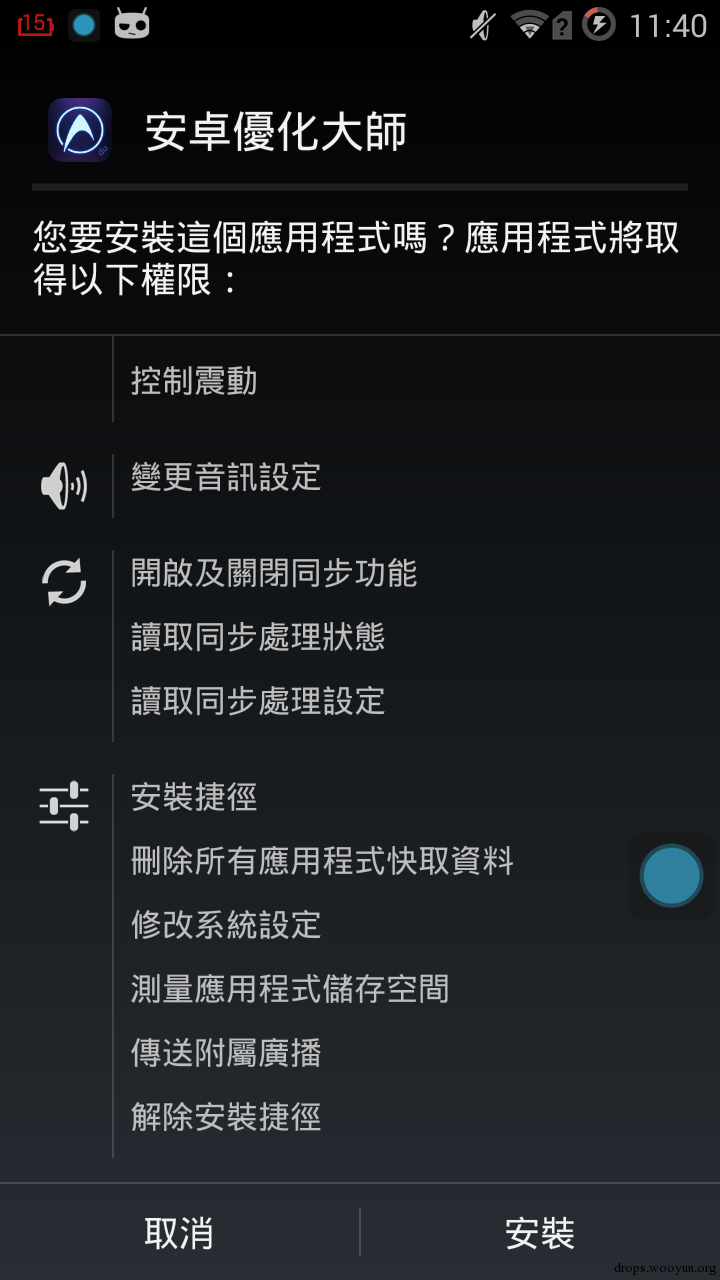 15
11:40
安卓優化大師
du
您要安裝這個應用程式嗎？應用程式將取
得以下權限：
控制震動
變更音訊設定
開啟及關閉同步功能
讀取同步處理狀態
讀取同步處理設定
安裝捷徑
刪除所有應用程式快取資料
修改系統設定
測量應用程式儲存空間
傳送附屬廣播
解除安裝捷徑
取消
安裝
drops.wooyun.org